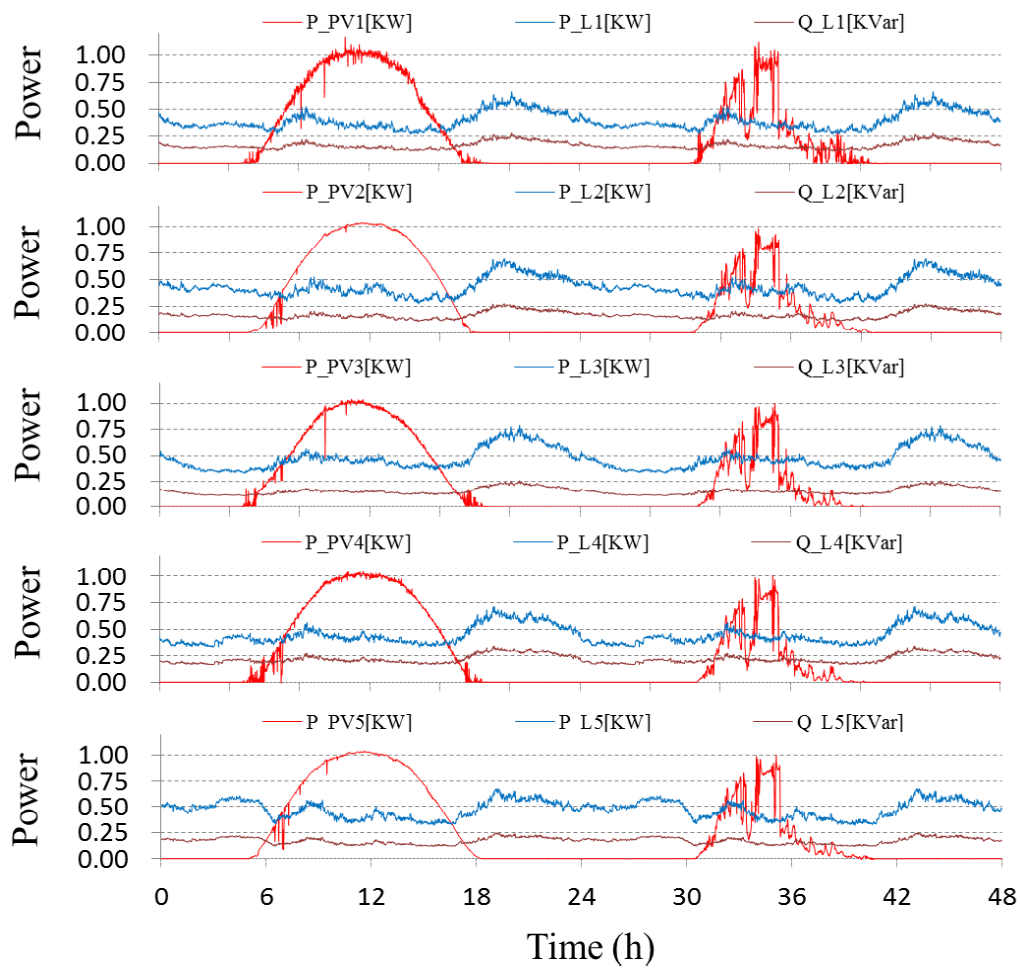 P_PV1[KW] P_L1[KW] Q_L1[KVar]
Power
1.00
0.75
0.50
0.25
0.00
P_PV2[KW] P_L2[KW] Q_L2[KVar]
Power
1.00
0.75
0.50
0.25
0.00
P_PV3[KW] P_L3[KW] Q_L3[KVar]
Power
1.00
0.75
0.50
0.25
0.00
P_PV4[KW] P_L4[KW] Q_L4[KVar]
Power
1.00
0.75
0.50
0.25
0.00
P_PV5[KW] P_L5[KW] Q_L5[KVar]
Power
1.00
0.75
0.50
0.25
0.00
0 6 12 18 24 30 36 42 48
Time (h)